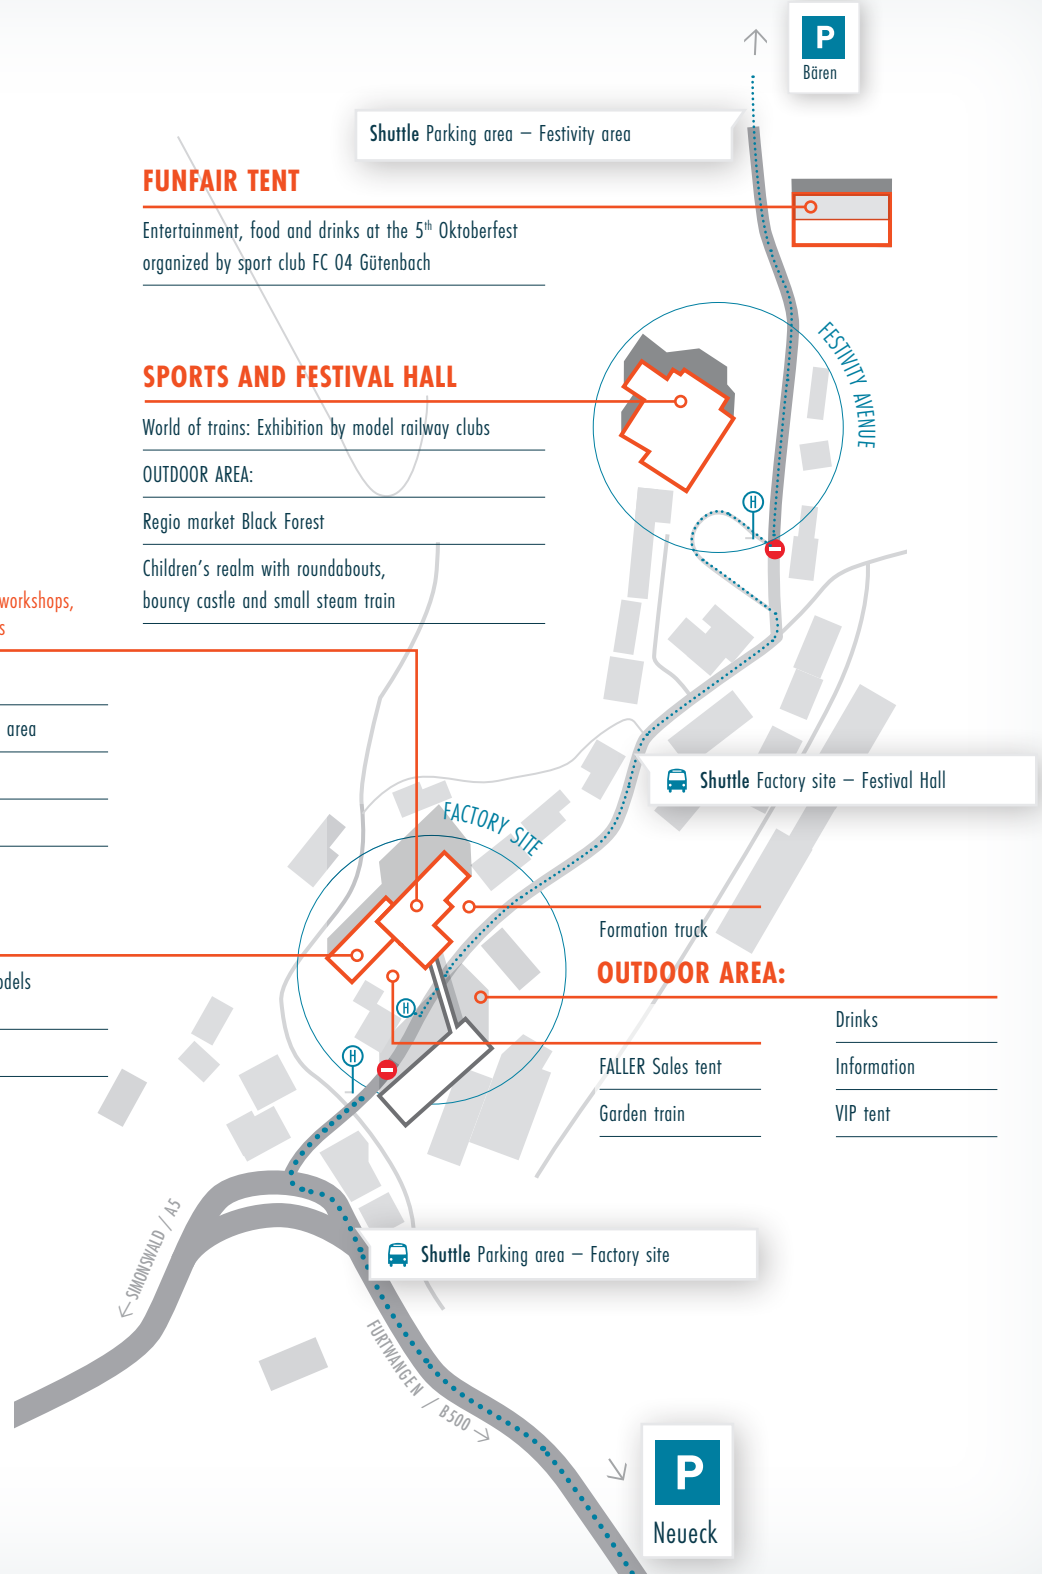 P
Bären
Shuttle Parking area – Festivity area
FUNFAIR TENT
Entertainment, food and drinks at the 5th Oktoberfest
organized by sport club FC 04 Gütenbach
FESTIVITY AVENUE
SPORTS AND FESTIVAL HALL
World of trains: Exhibition by model railway clubs
OUTDOOR AREA:
Regio market Black Forest
Children's realm with roundabouts,
bouncy castle and small steam train
H
workshops,
s
area
Shuttle Factory site – Festival Hall
FACTORY SITE
Formation truck
OUTDOOR AREA:
odels
H
Drinks
H
FALLER Sales tent
Information
Garden train
VIP tent
SIMONSWALD / A5
Shuttle Parking area – Factory site
FURTWANGEN / B500
P
Neueck